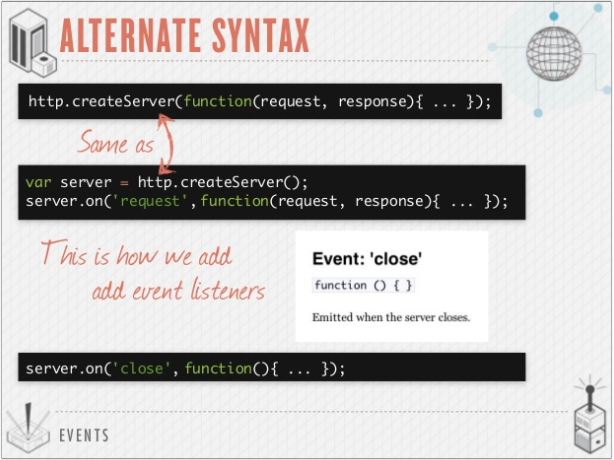 ALTERNATE SYNTAX
http.createServer(function(request, response){ ... });
Same as
var server = http.createServer();
server.on('request',function(request, response){ ... });
This is how we add
add event listeners
Event: 'close'
function () { }
Emitted when the server closes.
server.on('close',function(){ ... });
EVENTS